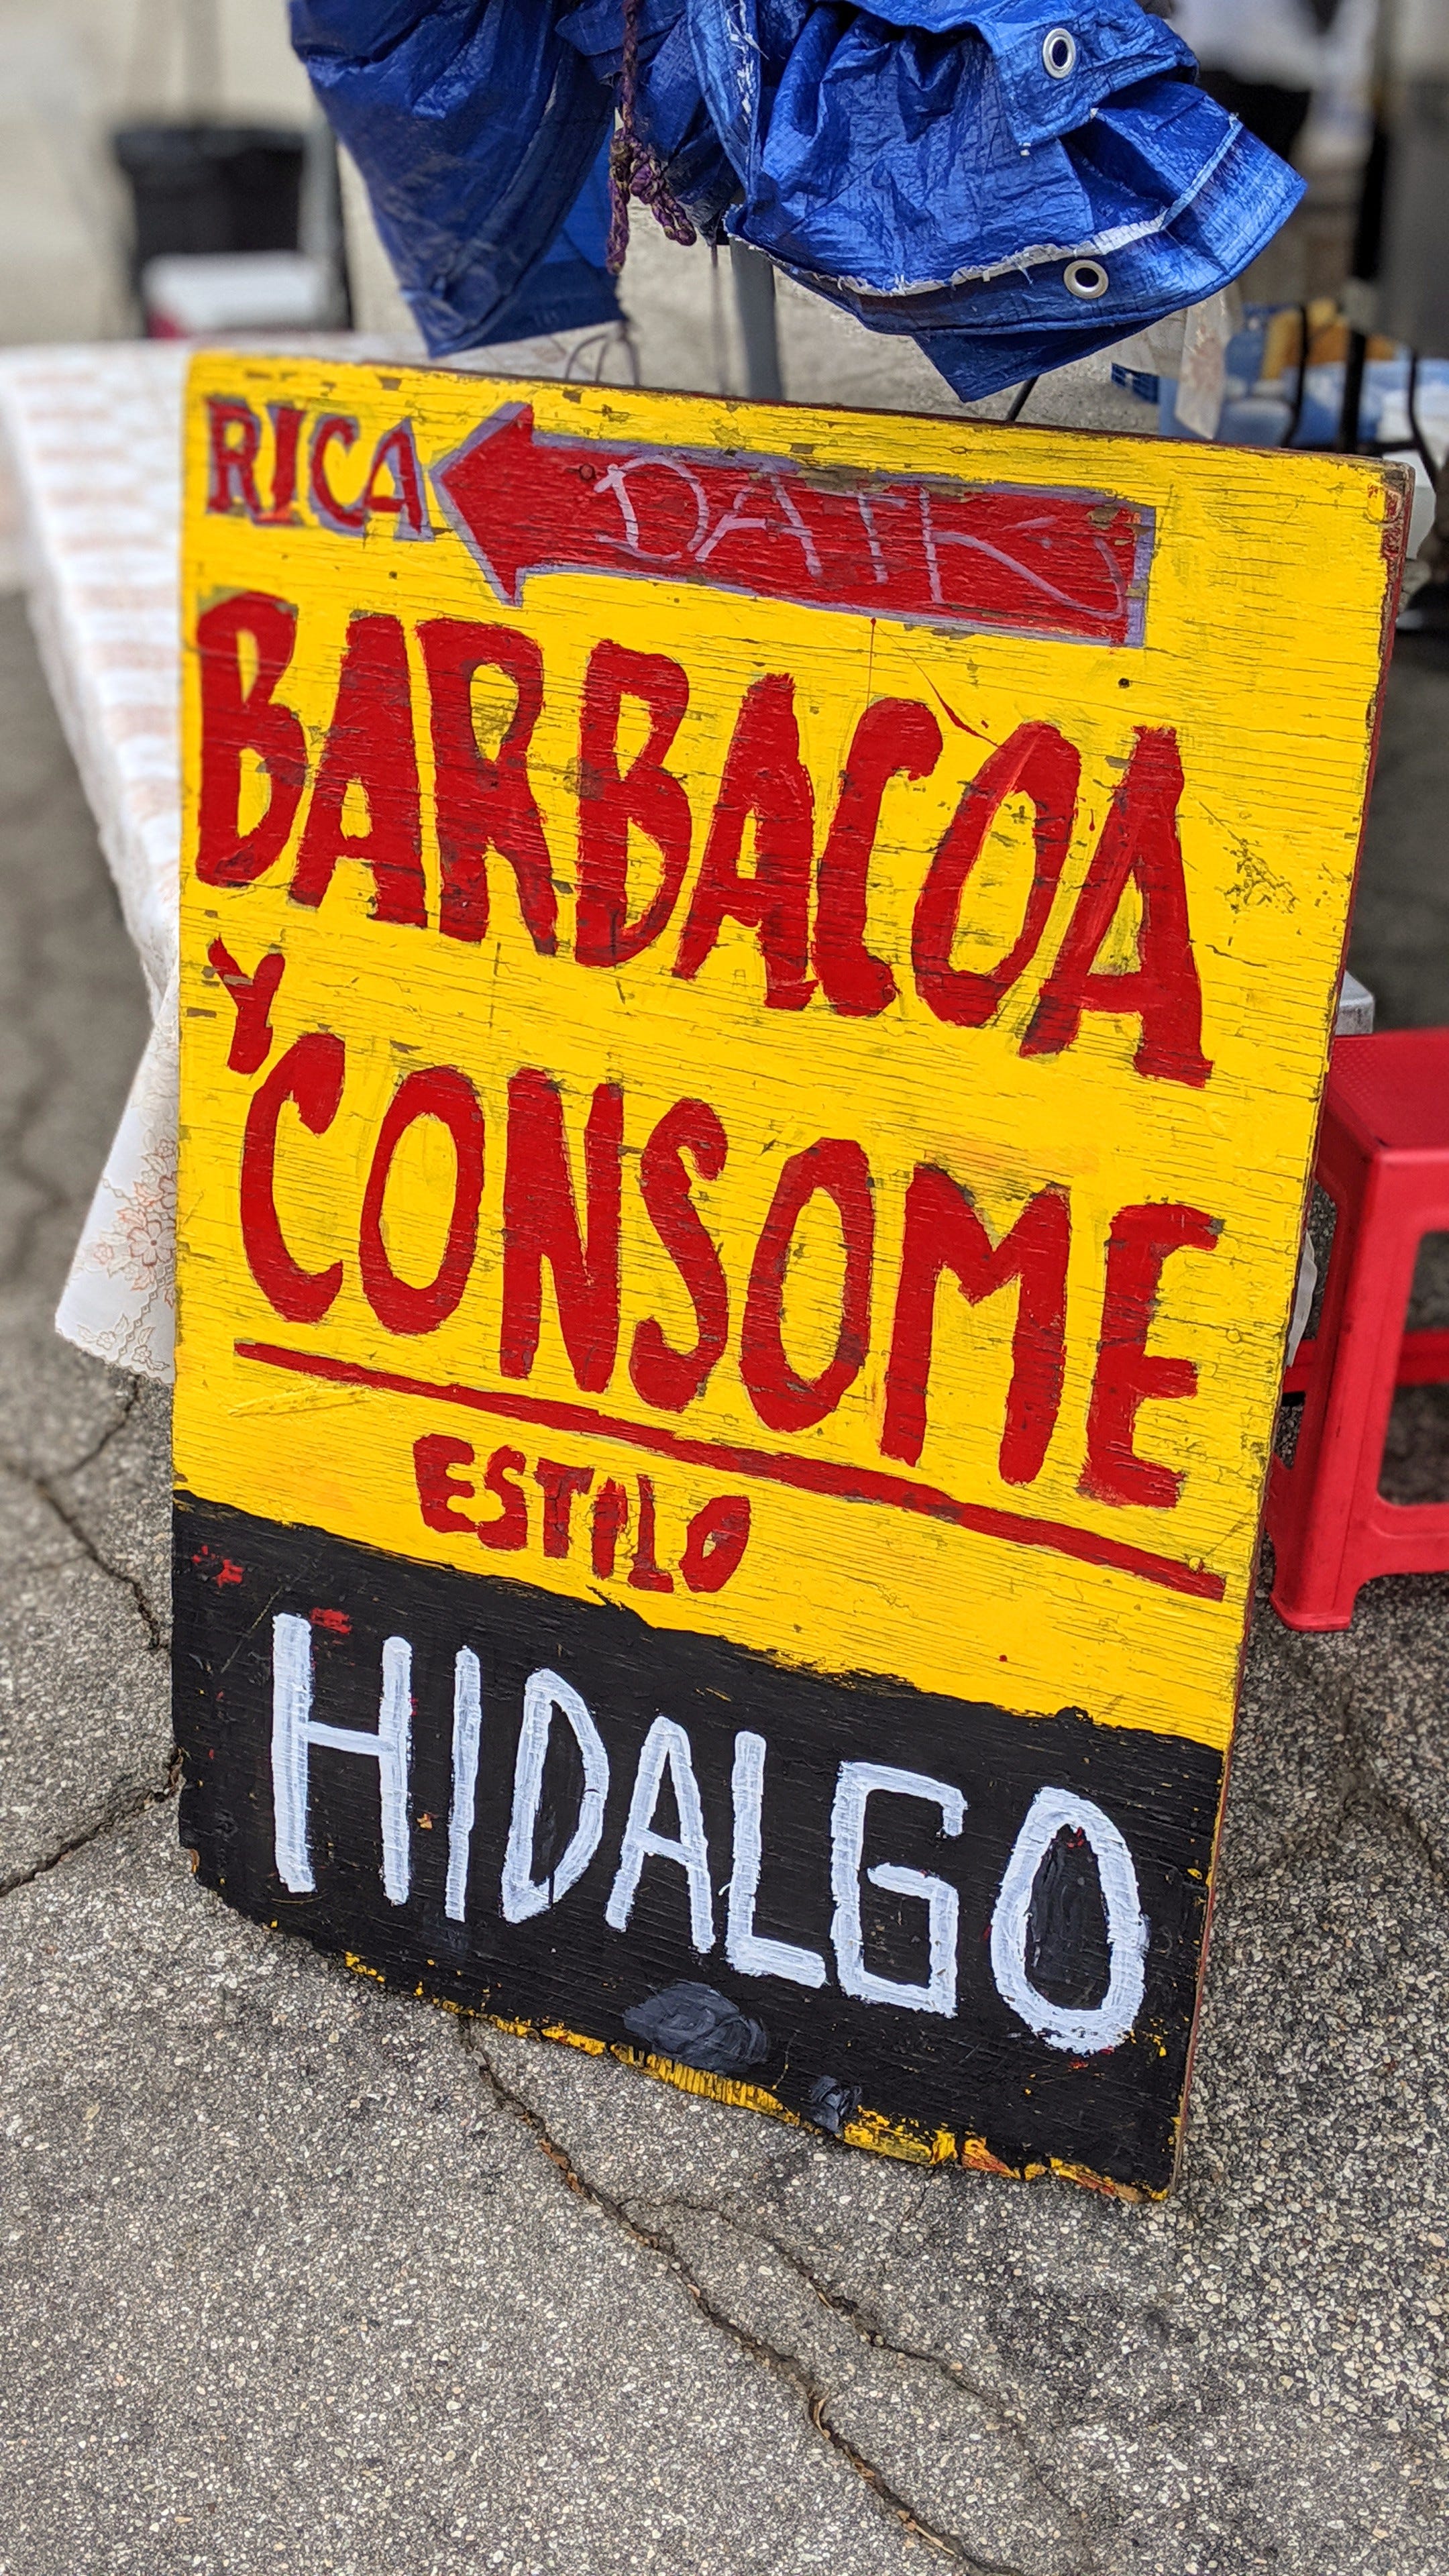 RICA
BARBACOA
Y
CONSOME
ESTILO
HIDALGO